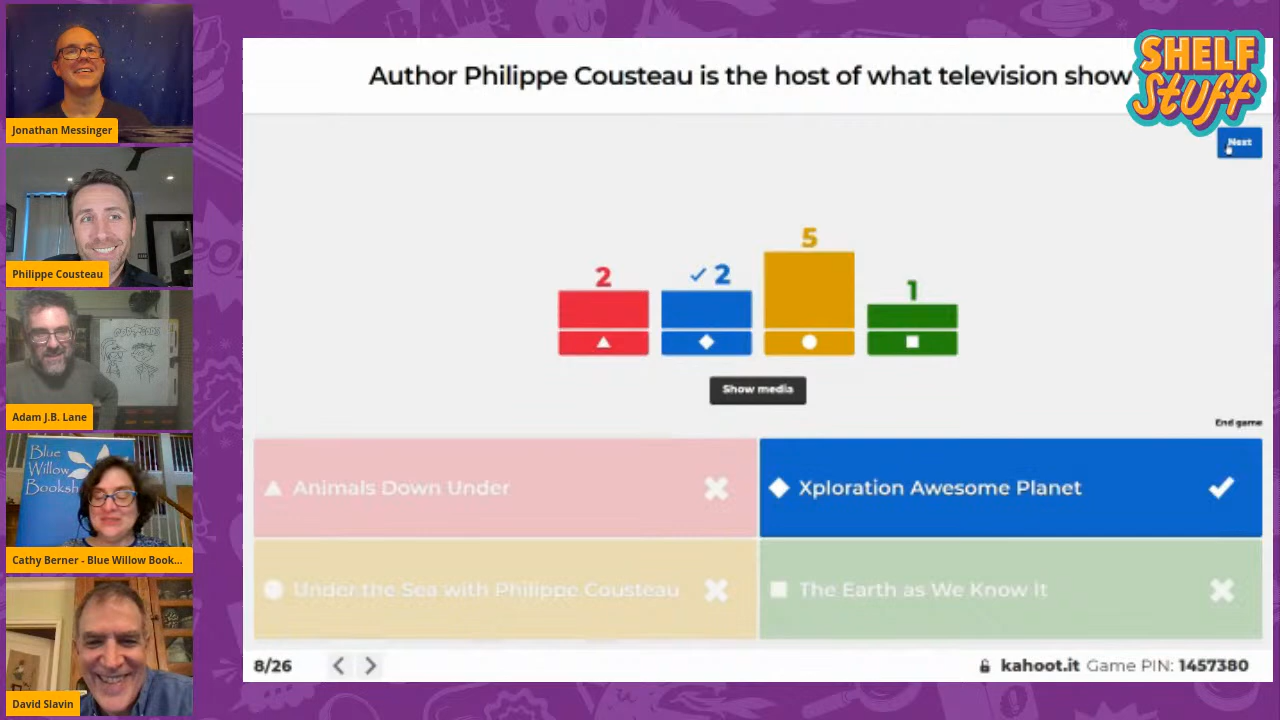 Jonathan Messinger
Philippe Cousteau
Adam J.B. Lane
Blue
Willow
Booksh
Cathy Berner - Blue Willow Book...
David Slavin
Author Philippe Cousteau is the host of what television show
SHELF
STUFF
Next
2
2
5
1
Show media
End game
Animals Down Under
Xploration Awesome Planet
Under the Sea with Philippe Cousteau
The Earth as We Know It
8/26
kahoot.it Game PIN: 1457380